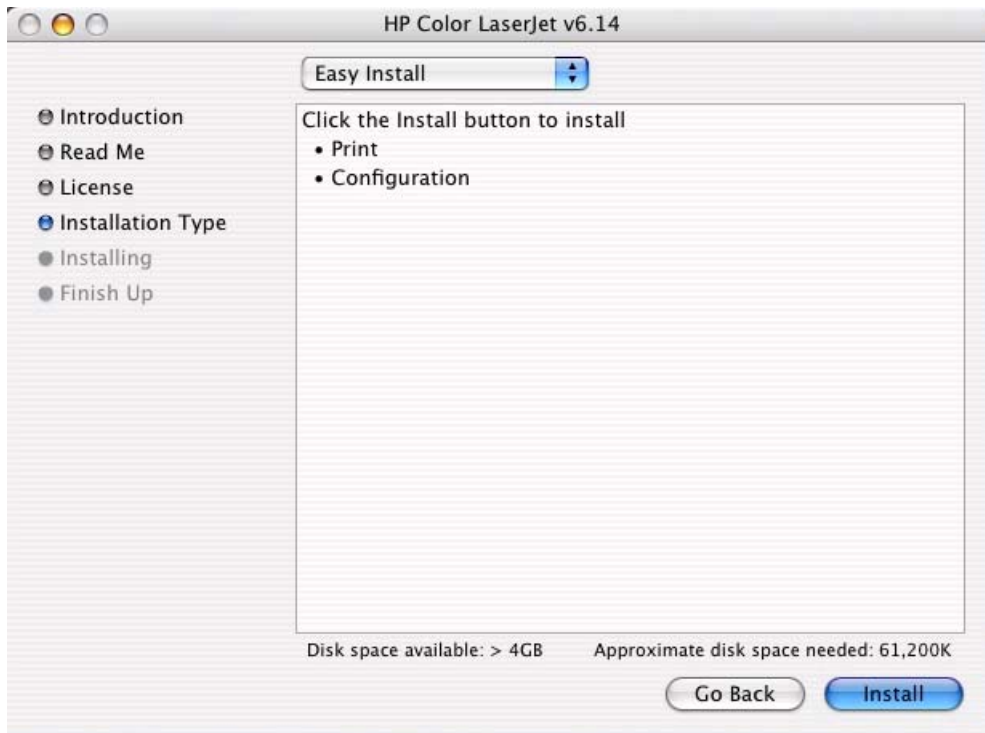 HP Color LaserJet v6.14
Easy Install
Introduction
Read Me
License
Installation Type
Installing
Finish Up
Click the Install button to install
• Print
• Configuration
Disk space available: > 4GB
Approximate disk space needed: 61,200K
Go Back
Install